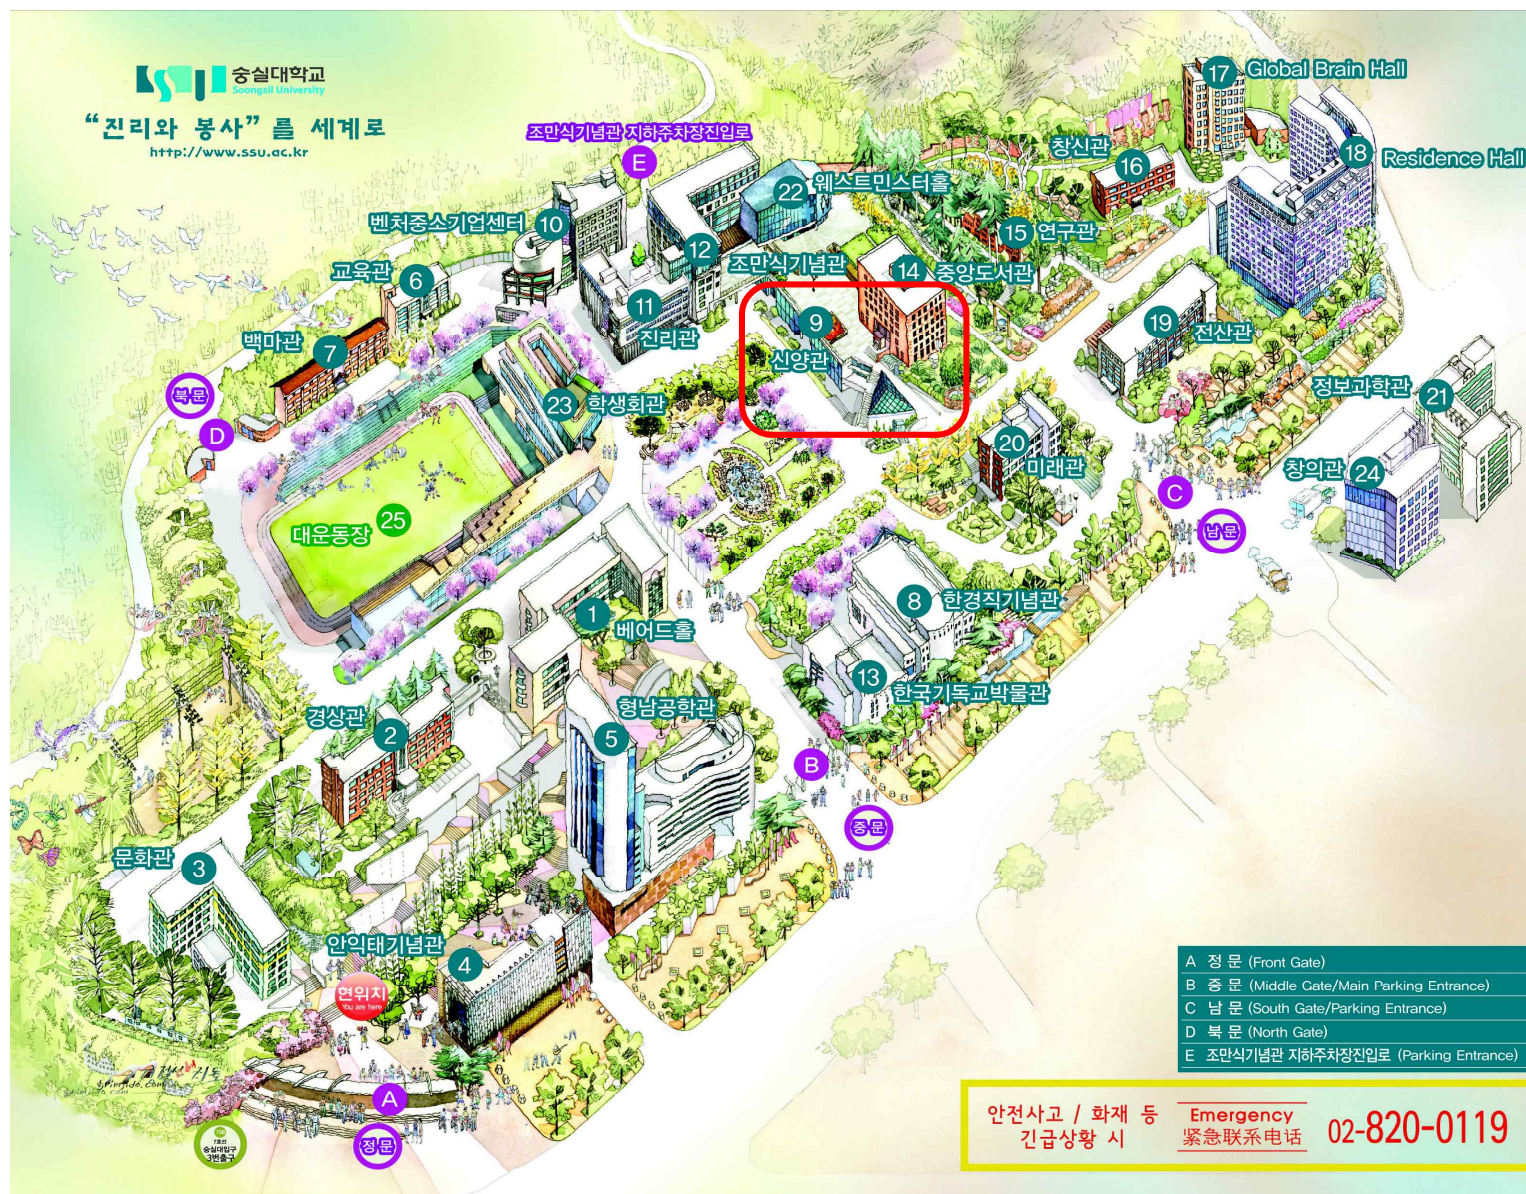 숭실대학교
Soongsil University
“진리와 봉사” 를 세계로
http://www.ssu.ac.kr
조만식기념관 지하주차장진입로
E
17 Global Brain Hall
18 Residence Hall
창신관 16
22 웨스트민스터홀
벤처중소기업센터 10
15 연구관
12 조만식기념관
14 중앙도서관
교육관 6
11 진리관
9 신양관
19 전산관
백마관 7
북문
D
23 학생회관
정보과학관 21
20 미래관
창의관 24
C
남문
대운동장 25
1 베어드홀
8 한경직기념관
13 한국기독교박물관
경상관 2
형남공학관
5
B
중문
문화관 3
안익태기념관 4
현위치
You are here
A
정문
7호선
숭실대입구
3번출구
A 정 문 (Front Gate)
B 중 문 (Middle Gate/Main Parking Entrance)
C 남 문 (South Gate/Parking Entrance)
D 북 문 (North Gate)
E 조만식기념관 지하주차장진입로 (Parking Entrance)
안전사고 / 화재 등
긴급상황 시
Emergency
紧急联系电话
02-820-0119